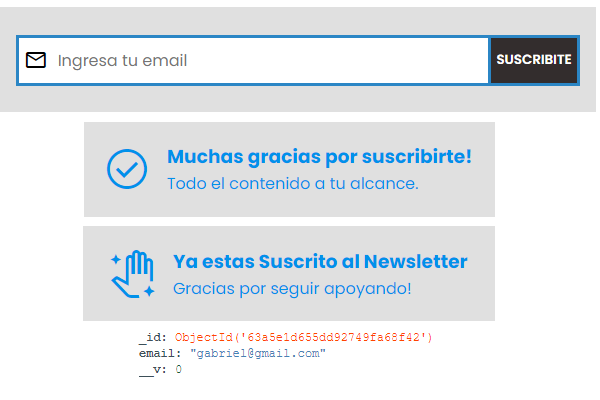 Ingresa tu email
SUSCRIBITE
Muchas gracias por suscribirte!
Todo el contenido a tu alcance.
Ya estas Suscrito al Newsletter
Gracias por seguir apoyando!
_id: ObjectId('63a5e1d655dd92749fa68f42')
email: "gabriel@gmail.com"
__v: 0